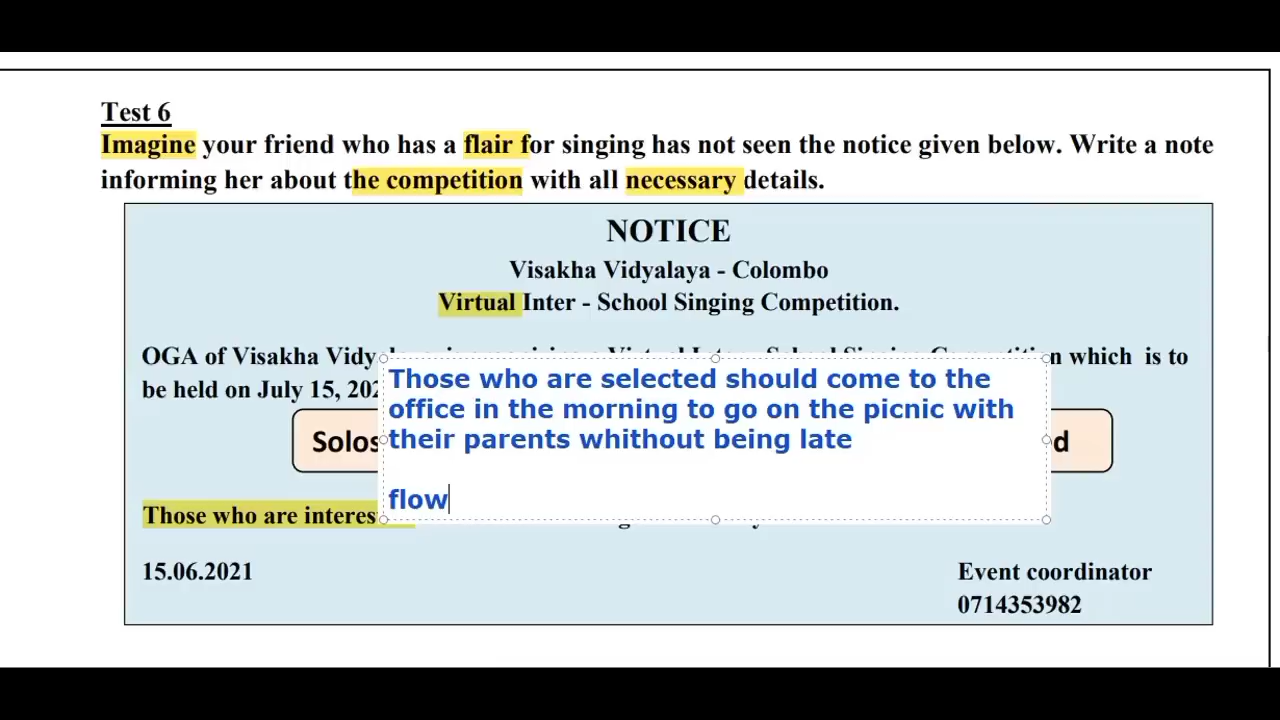 Test 6
Imagine your friend who has a flair for singing has not seen the notice given below. Write a note
informing her about the competition with all necessary details.
NOTICE
Visakha Vidyalaya - Colombo
Virtual Inter - School Singing Competition.
OGA of Visakha which is to
be held on July 15,
Those who are selected should come to the
office in the morning to go on the picnic with
their parents whithout being late
flow
Solos
Those who are
15.06.2021
Event coordinator
0714353982